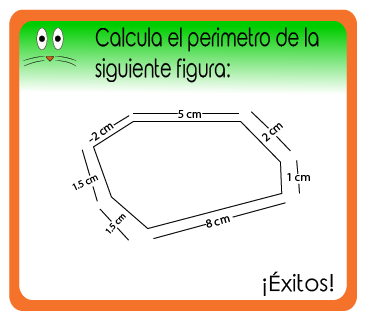 Calcula el perimetro de la
siguiente figura:
5 cm
-2 cm
2 cm
1.5 cm
1 cm
1.5 cm
8 cm
¡Éxitos!